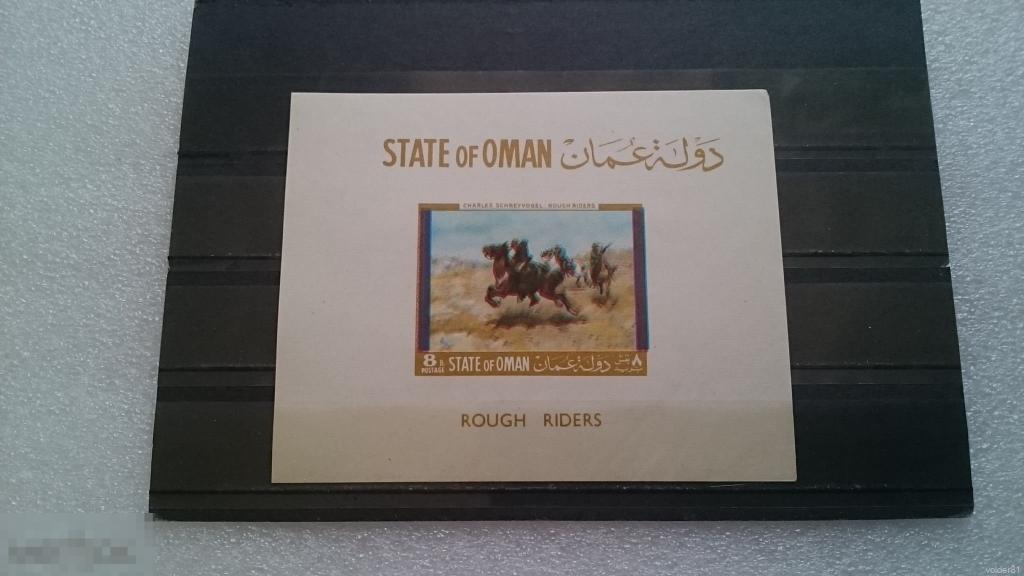 STATE OF OMAN دولة عمان
CHARLES SCHREYVOGEL ROUGH RIDERS
8 B
POSTAGE STATE OF OMAN دولة عمان ٨
ROUGH RIDERS
volder81